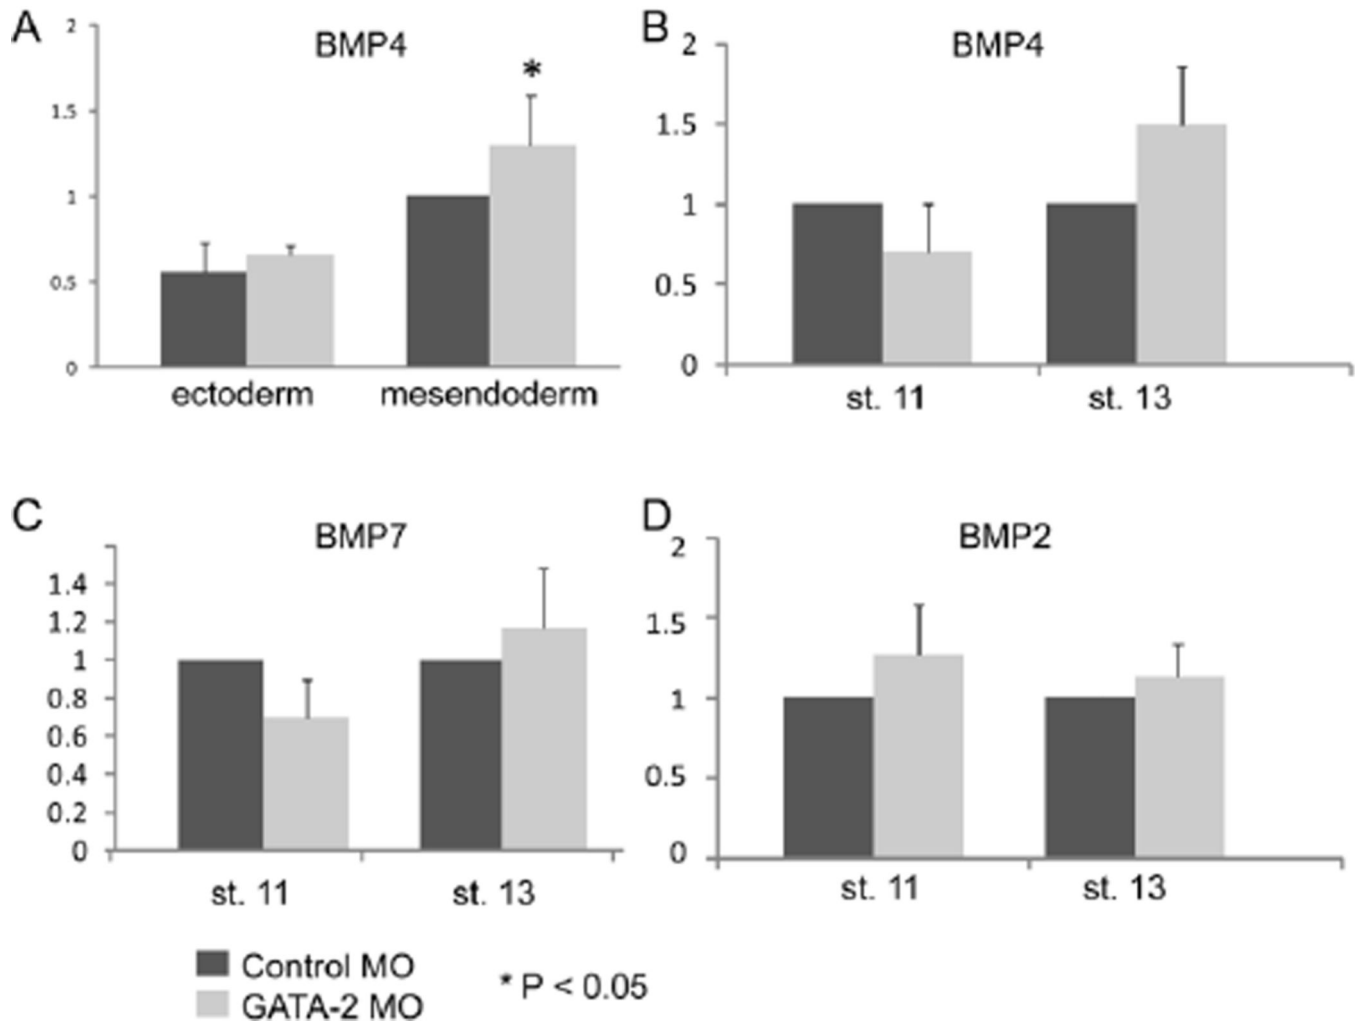 A
BMP4
2
1.5
1
0.5
0
*
ectoderm mesendoderm
B
BMP4
2
1.5
1
0.5
0
st. 11 st. 13
C
BMP7
1.4
1.2
1
0.8
0.6
0.4
0.2
0
st. 11 st. 13
D
BMP2
2
1.5
1
0.5
0
st. 11 st. 13
Control MO
GATA-2 MO
* P < 0.05